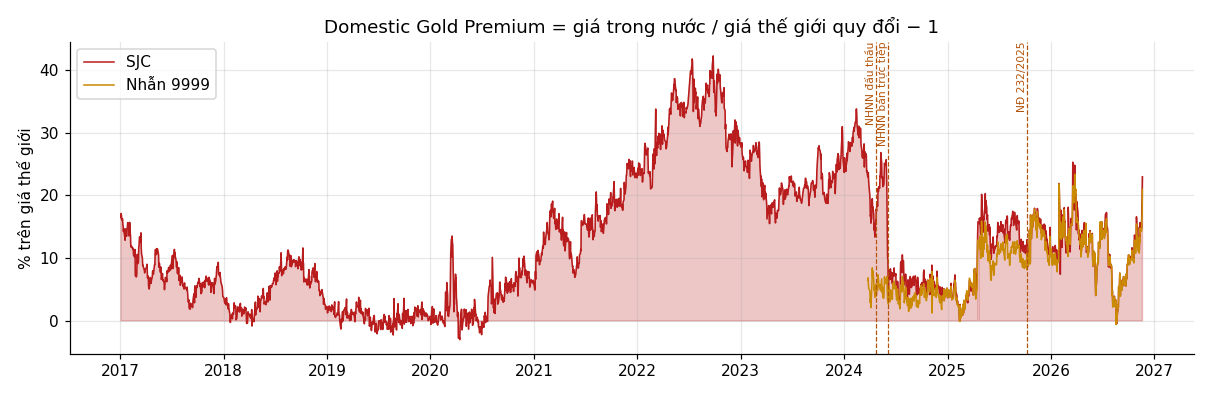 Domestic Gold Premium = giá trong nước / giá thế giới quy đổi − 1
SJC
Nhẫn 9999
% trên giá thế giới
40
30
20
10
0
NHNN đấu thầu
NHNN bán trực tiếp
NĐ 232/2025
2017 2018 2019 2020 2021 2022 2023 2024 2025 2026 2027